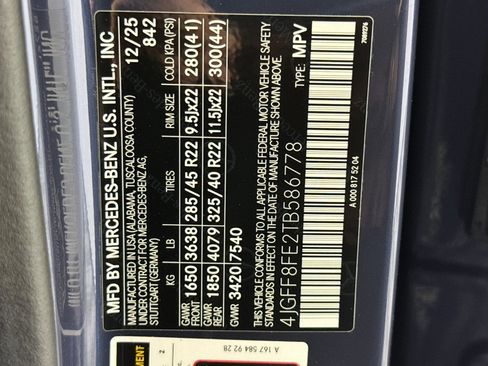 MFD BY MERCEDES-BENZ U.S. INTL., INC
MANUFACTURED IN USA (ALABAMA, TUSCALOOSA COUNTY) 12/25
UNDER CONTRACT FOR MERCEDES-BENZ AG, 842
STUTTGART (GERMANY)
KG LB TIRES RIM SIZE COLD KPA(PSI)
GAWR FRONT 1650 3638 285/45 R22 9.5Jx22 280(41)
GAWR REAR 1850 4079 325/40 R22 11.5Jx22 300(44)
GVWR 3420 7540
THIS VEHICLE CONFORMS TO ALL APPLICABLE FEDERAL MOTOR VEHICLE SAFETY
STANDARDS IN EFFECT ON THE DATE OF MANUFACTURE SHOWN ABOVE.
4JGFF8FE2TB586778 TYPE: MPV
A 000 817 52 04
A 167 584 92 28